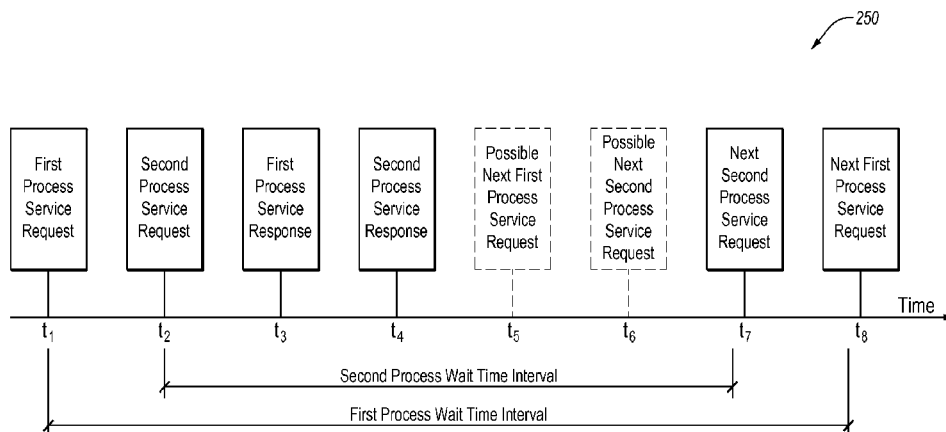 250
First
Process
Service
Request
Second
Process
Service
Request
First
Process
Service
Response
Second
Process
Service
Response
Possible
Next First
Process
Service
Request
Possible
Next
Second
Process
Service
Request
Next
Second
Process
Service
Request
Next First
Process
Service
Request
Time
t1
t2
t3
t4
t5
t6
t7
t8
Second Process Wait Time Interval
First Process Wait Time Interval